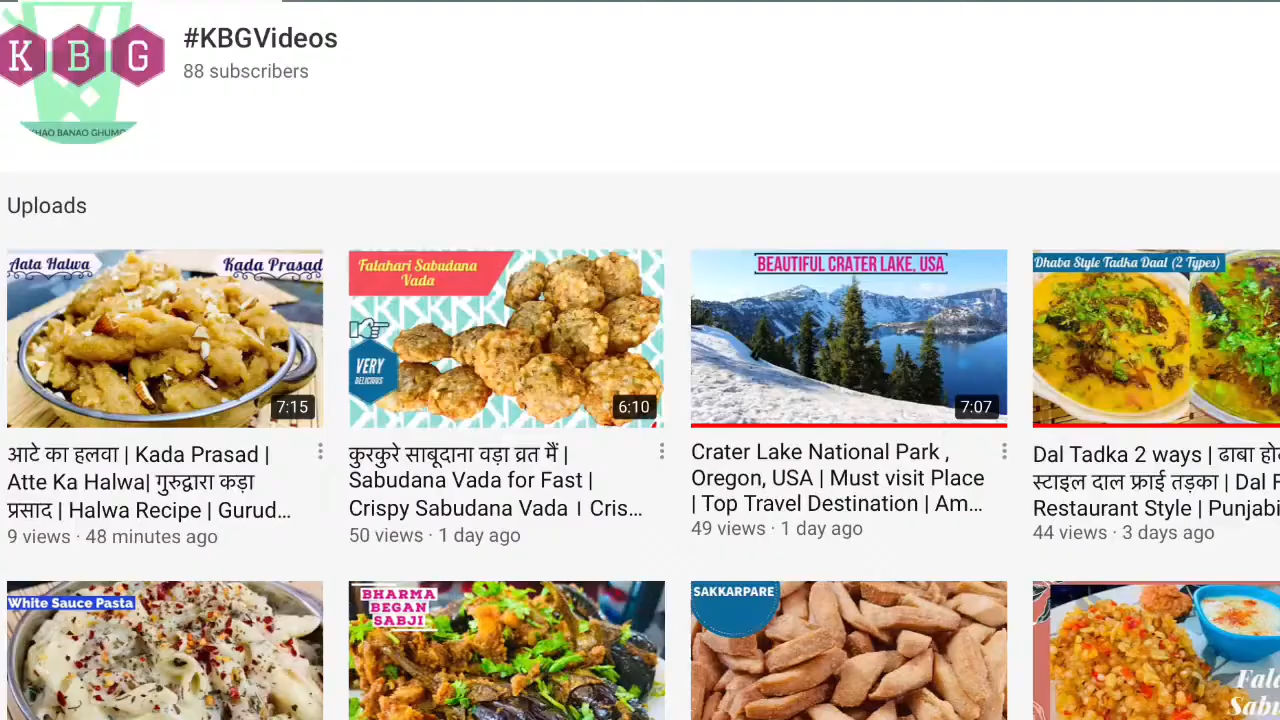 K B G
#KBGVideos
88 subscribers
KHAO BANAO GHUMO
Uploads
Aata Halwa
Kada Prasad
7:15
Falahari Sabudana
Vada
VERY
DELICIOUS
6:10
BEAUTIFUL CRATER LAKE, USA
7:07
Dhaba Style Tadka Daal (2 Types)
आटे का हलवा | Kada Prasad |
Atte Ka Halwa| गुरुद्वारा कड़ा
प्रसाद | Halwa Recipe | Gurud...
9 views · 48 minutes ago
कुरकुरे साबूदाना वड़ा व्रत मैं |
Sabudana Vada for Fast |
Crispy Sabudana Vada । Cris...
50 views · 1 day ago
Crater Lake National Park ,
Oregon, USA | Must visit Place
| Top Travel Destination | Am...
49 views · 1 day ago
Dal Tadka 2 ways | ढाबा
स्टाइल दाल फ्राई तड़का | Dal
Restaurant Style | Punjabi
44 views · 3 days ago
White Sauce Pasta
BHARMA
BEGAN
SABJI
SAKKARPARE